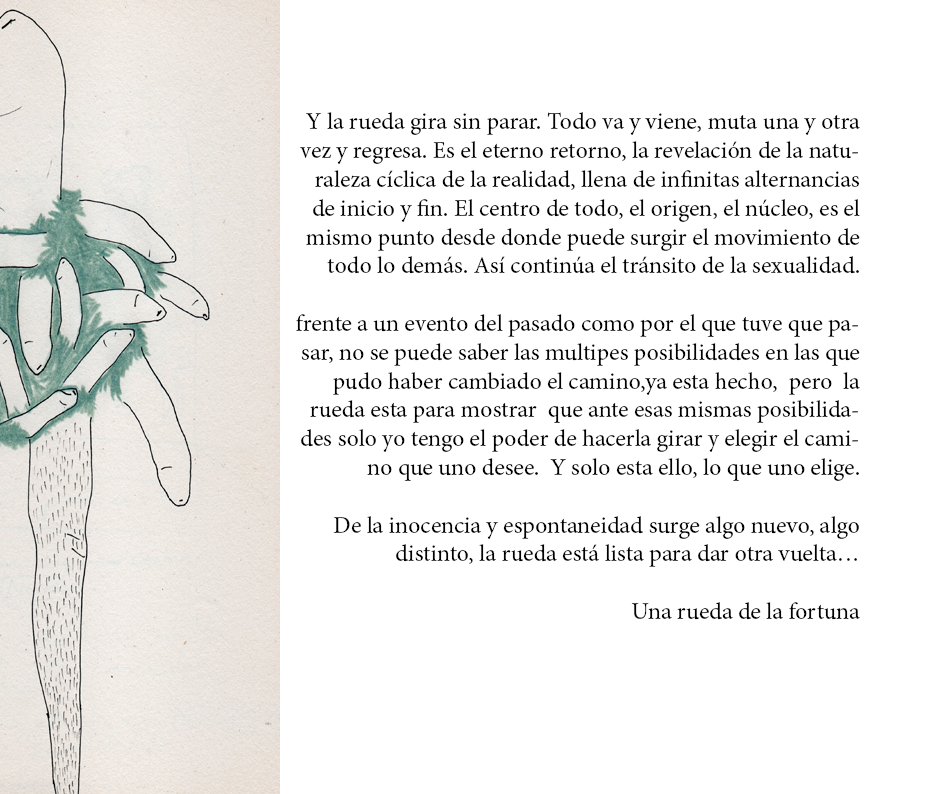 Y la rueda gira sin parar. Todo va y viene, muta una y otra
vez y regresa. Es el eterno retorno, la revelación de la natu-
raleza cíclica de la realidad, llena de infinitas alternancias
de inicio y fin. El centro de todo, el origen, el núcleo, es el
mismo punto desde donde puede surgir el movimiento de
todo lo demás. Así continúa el tránsito de la sexualidad.
frente a un evento del pasado como por el que tuve que pa-
sar, no se puede saber las multipes posibilidades en las que
pudo haber cambiado el camino,ya esta hecho,  pero  la
rueda esta para mostrar  que ante esas mismas posibilida-
des solo yo tengo el poder de hacerla girar y elegir el cami-
no que uno desee.  Y solo esta ello, lo que uno elige.
De la inocencia y espontaneidad surge algo nuevo, algo
distinto, la rueda está lista para dar otra vuelta…
Una rueda de la fortuna